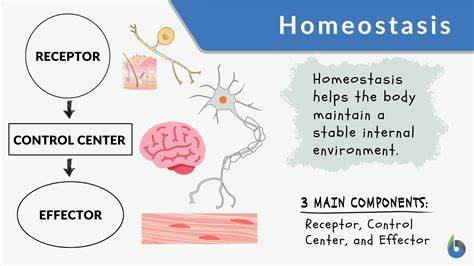 Homeostasis
RECEPTOR
CONTROL CENTER
EFFECTOR
Homeostasis
helps the body
maintain a
stable internal
environment.
3 MAIN COMPONENTS:
Receptor, Control
Center, and Effector